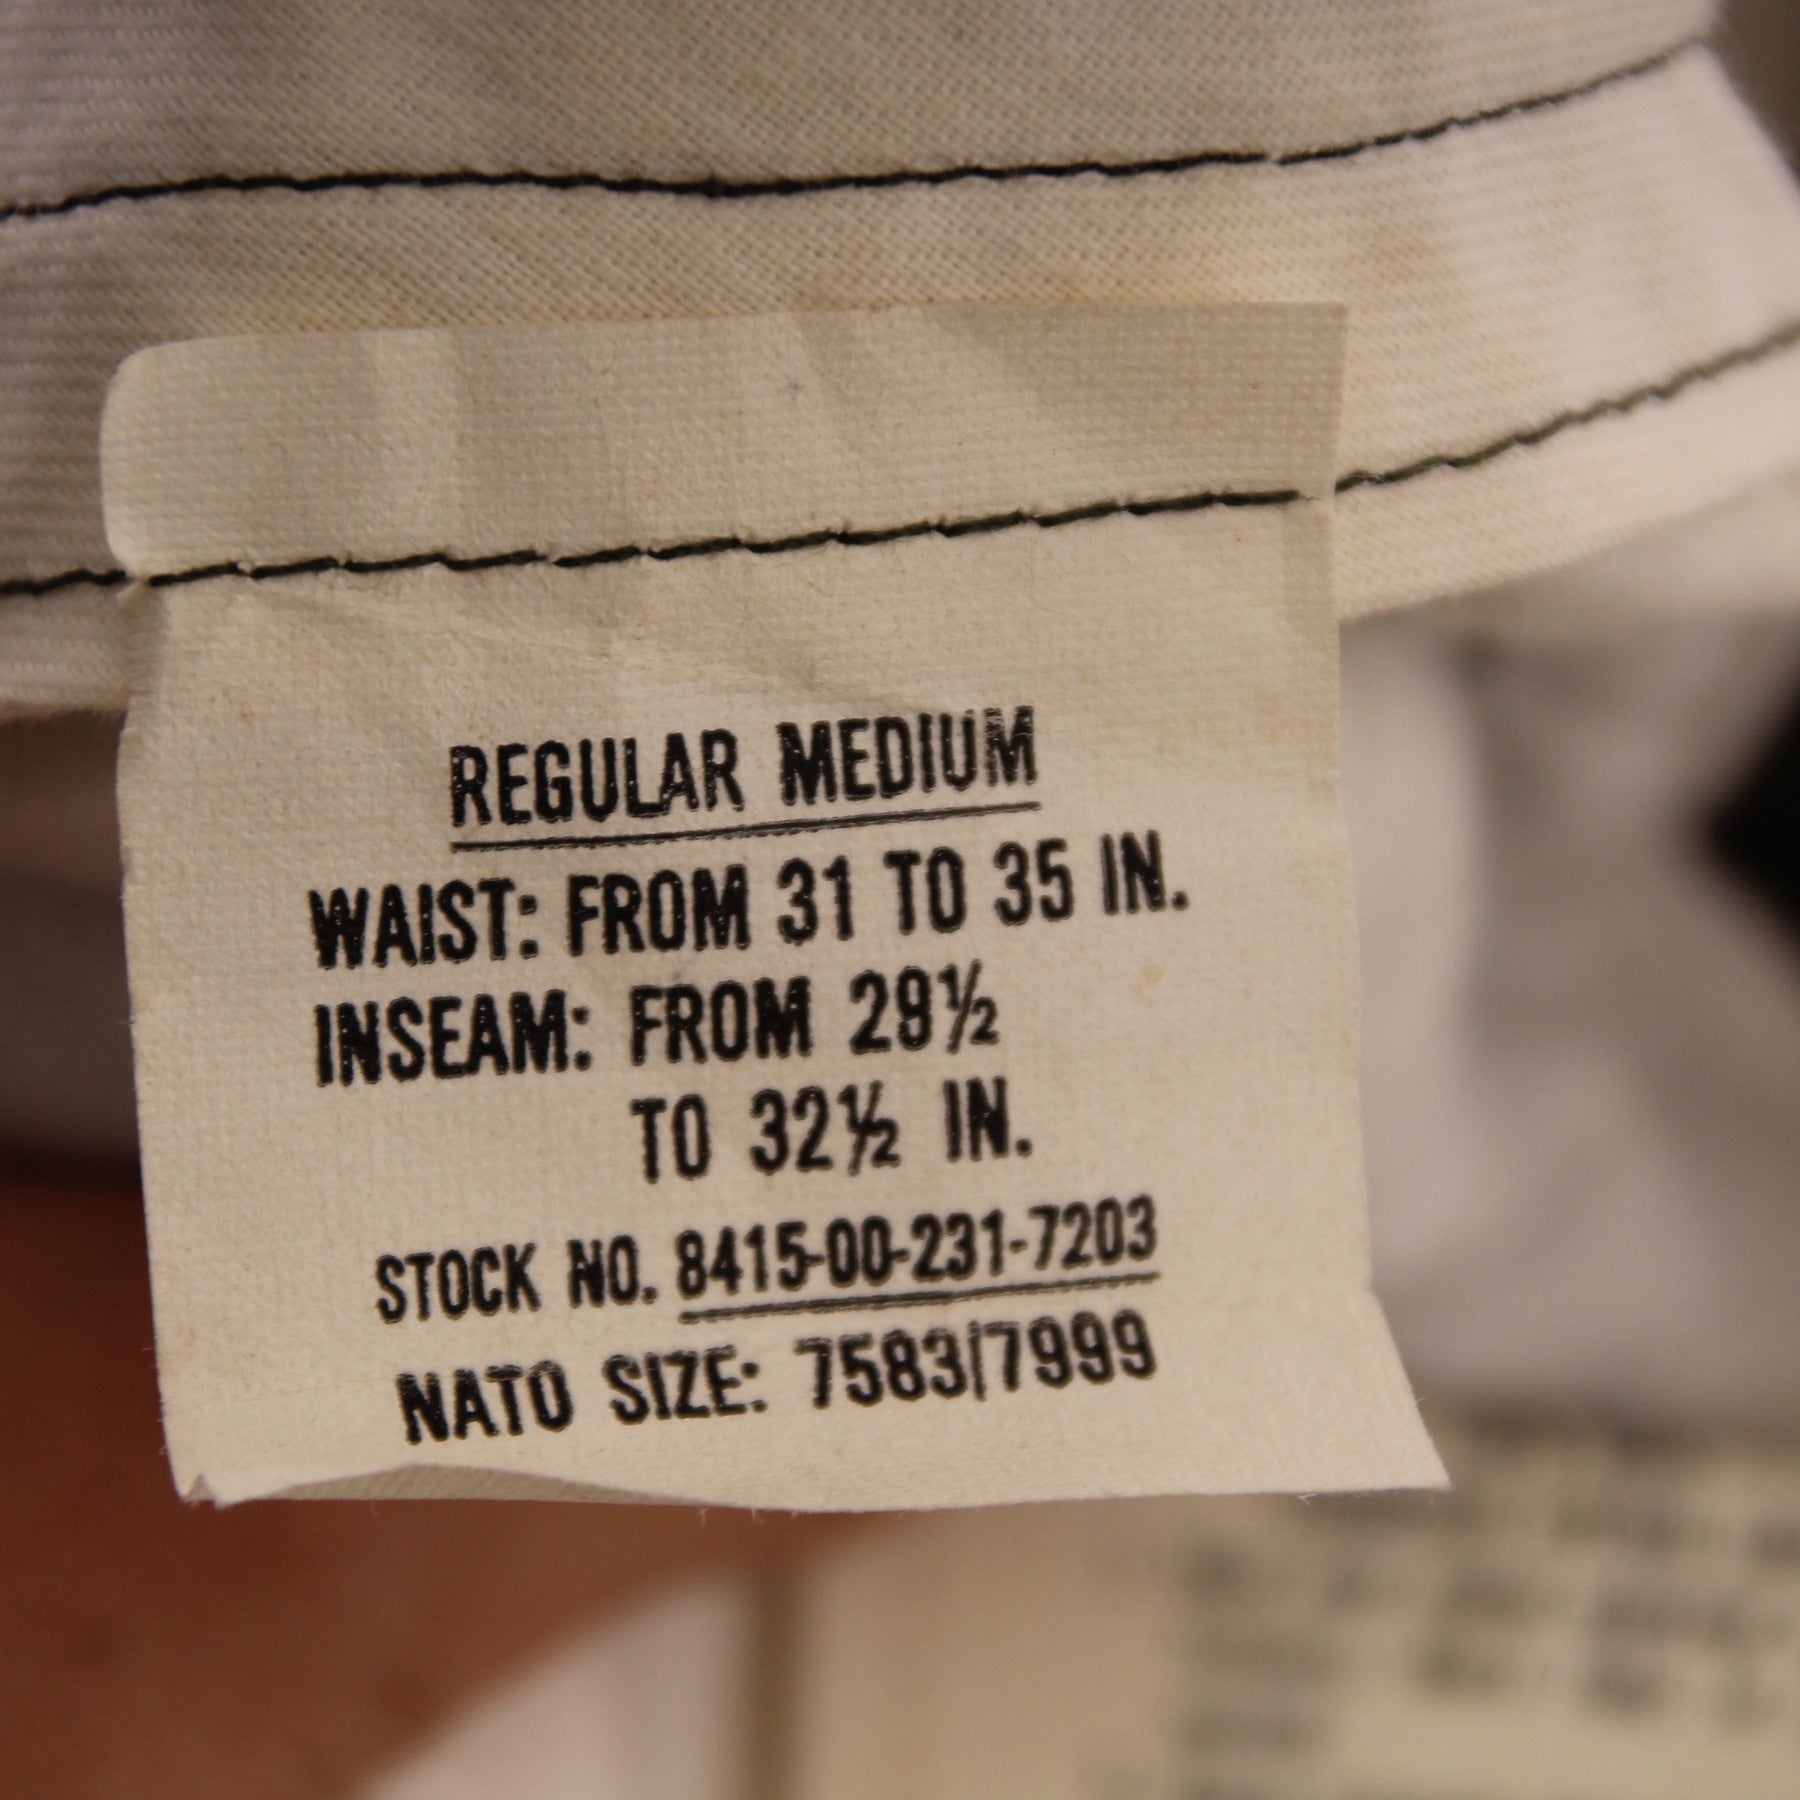 REGULAR MEDIUM
WAIST: FROM 31 TO 35 IN.
INSEAM: FROM 29½
TO 32½ IN.
STOCK NO. 8415-00-231-7203
NATO SIZE: 7583/7999